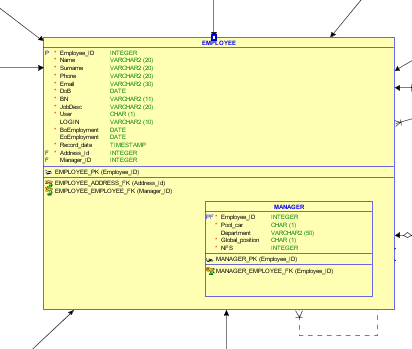 EMPLOYEE
P * Employee_ID INTEGER
* Name VARCHAR2 (20)
* Surname VARCHAR2 (20)
* Phone VARCHAR2 (20)
* Email VARCHAR2 (30)
* DoB DATE
* BN VARCHAR2 (11)
* JobDesc VARCHAR2 (20)
* User CHAR (1)
LOGIN VARCHAR2 (10)
* BoEmployment DATE
EoEmployment DATE
* Record_date TIMESTAMP
F * Address_Id INTEGER
F Manager_ID INTEGER
EMPLOYEE_PK (Employee_ID)
EMPLOYEE_ADDRESS_FK (Address_Id)
EMPLOYEE_EMPLOYEE_FK (Manager_ID)
MANAGER
PF * Employee_ID INTEGER
* Pool_car CHAR (1)
Department VARCHAR2 (50)
* Global_position CHAR (1)
* NFS INTEGER
MANAGER_PK (Employee_ID)
MANAGER_EMPLOYEE_FK (Employee_ID)